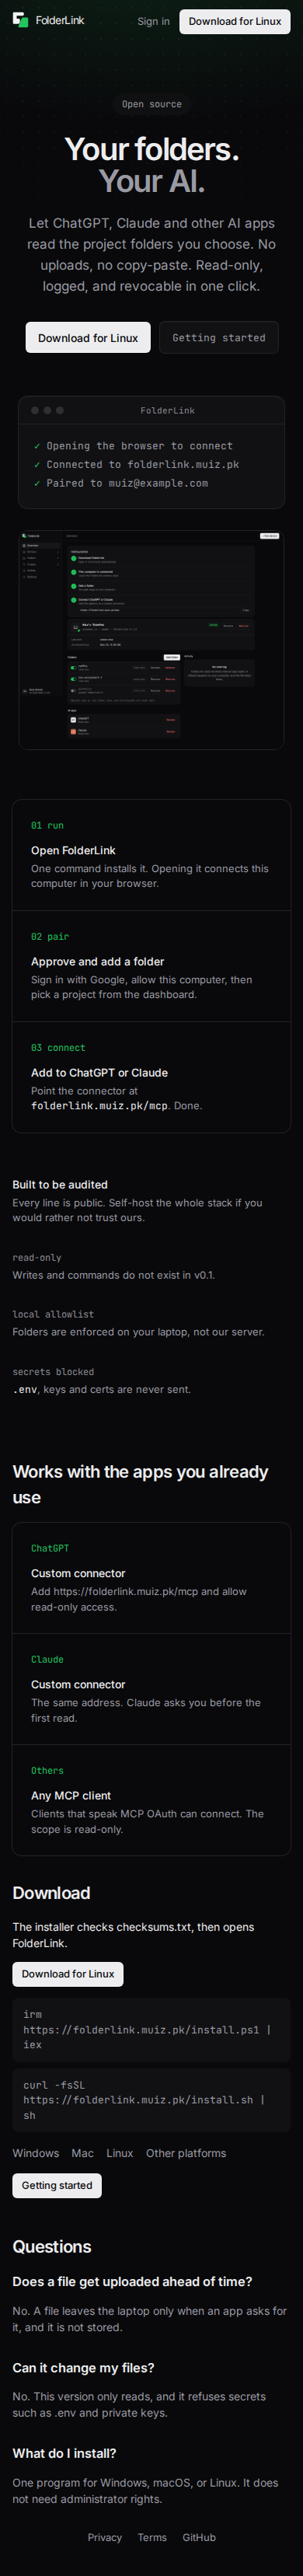 FolderLink
Sign in
Download for Linux
Open source
Your folders.
Your AI.
Let ChatGPT, Claude and other AI apps
read the project folders you choose. No
uploads, no copy-paste. Read-only,
logged, and revocable in one click.
Download for Linux
Getting started
FolderLink
✓ Opening the browser to connect
✓ Connected to folderlink.muiz.pk
✓ Paired to muiz@example.com
01 run
Open FolderLink
One command installs it. Opening it connects this
computer in your browser.
02 pair
Approve and add a folder
Sign in with Google, allow this computer, then
pick a project from the dashboard.
03 connect
Add to ChatGPT or Claude
Point the connector at
folderlink.muiz.pk/mcp. Done.
Built to be audited
Every line is public. Self-host the whole stack if you
would rather not trust ours.
read-only
Writes and commands do not exist in v0.1.
local allowlist
Folders are enforced on your laptop, not our server.
secrets blocked
.env, keys and certs are never sent.
Works with the apps you already
use
ChatGPT
Custom connector
Add https://folderlink.muiz.pk/mcp and allow
read-only access.
Claude
Custom connector
The same address. Claude asks you before the
first read.
Others
Any MCP client
Clients that speak MCP OAuth can connect. The
scope is read-only.
Download
The installer checks checksums.txt, then opens
FolderLink.
Download for Linux
irm
https://folderlink.muiz.pk/install.ps1 |
iex
curl -fsSL
https://folderlink.muiz.pk/install.sh |
sh
Windows Mac Linux Other platforms
Getting started
Questions
Does a file get uploaded ahead of time?
No. A file leaves the laptop only when an app asks for
it, and it is not stored.
Can it change my files?
No. This version only reads, and it refuses secrets
such as .env and private keys.
What do I install?
One program for Windows, macOS, or Linux. It does
not need administrator rights.
Privacy Terms GitHub